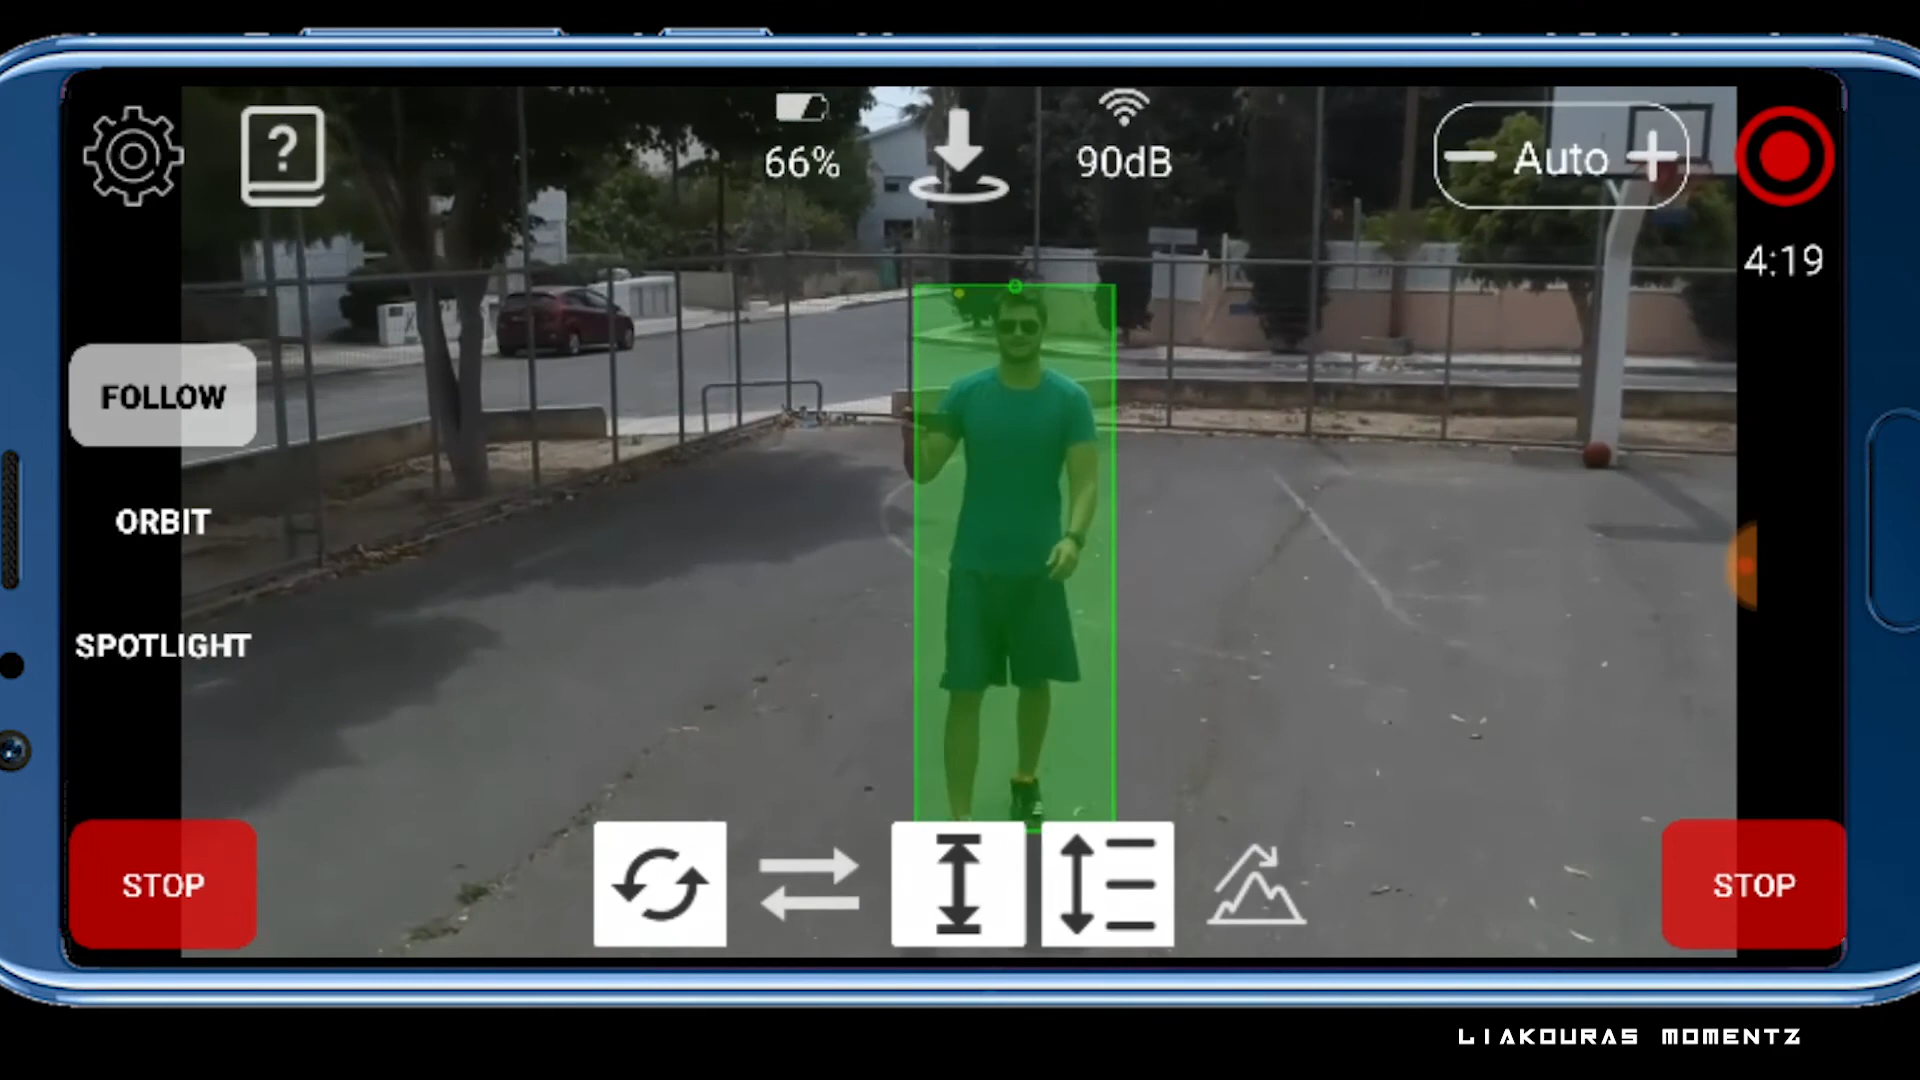 ?
66%
90dB
Auto
4:19
FOLLOW
ORBIT
SPOTLIGHT
STOP
STOP
LIAKOURAS MOMENTZ